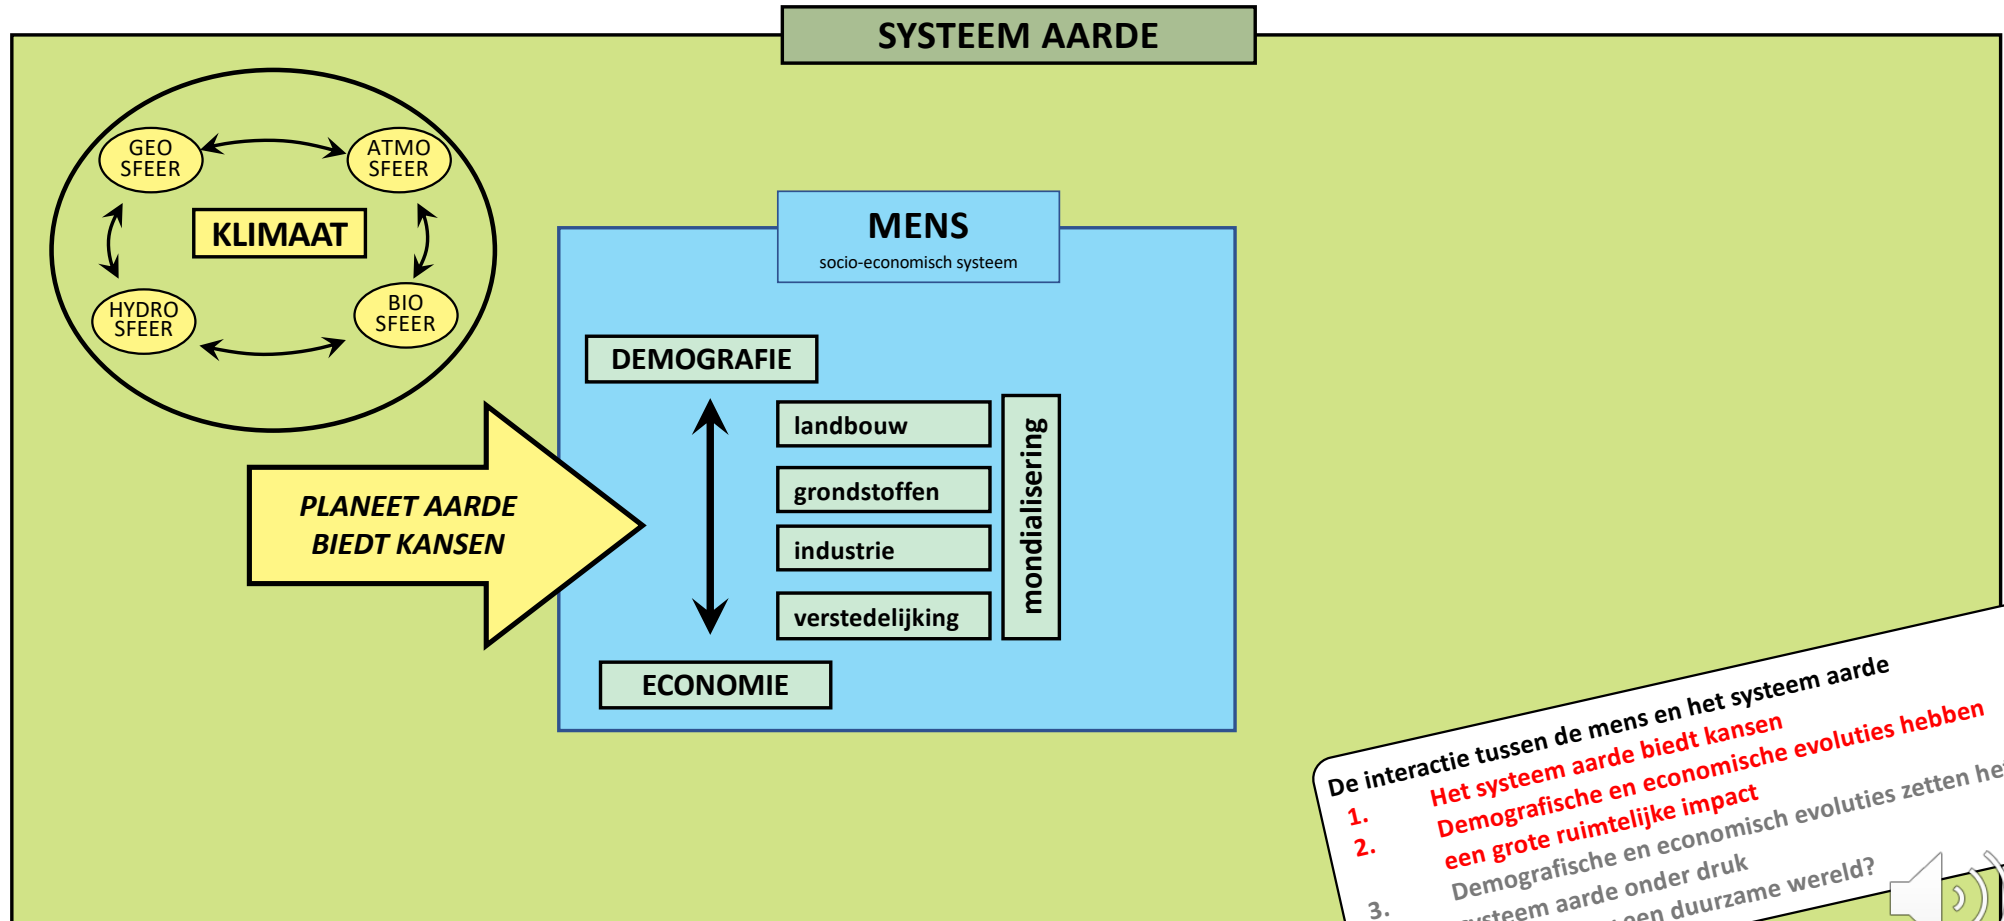 SYSTEEM AARDE
GEO
SFEER
ATMO
SFEER
KLIMAAT
HYDRO
SFEER
BIO
SFEER
MENS
socio-economisch systeem
DEMOGRAFIE
landbouw
grondstoffen
industrie
verstedelijking
mondialisering
ECONOMIE
PLANEET AARDE
BIEDT KANSEN
De interactie tussen de mens en het systeem aarde
1. Het systeem aarde biedt kansen
2. Demografische en economische evoluties hebben
een grote ruimtelijke impact
3. Demografische en economisch evoluties zetten het
systeem aarde onder druk
een duurzame wereld?